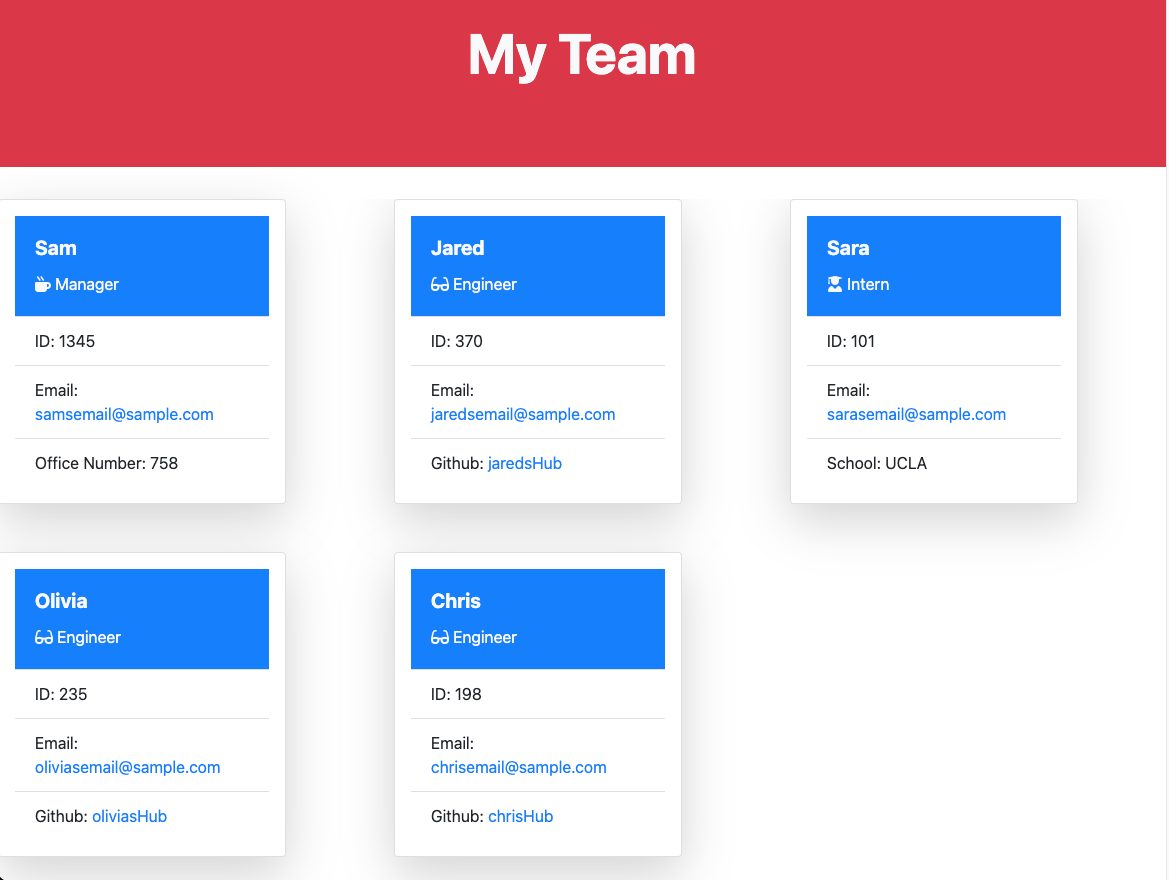 My Team
Sam
Manager
ID: 1345
Email:
samsemail@sample.com
Office Number: 758
Jared
Engineer
ID: 370
Email:
jaredsemail@sample.com
Github: jaredsHub
Sara
Intern
ID: 101
Email:
sarasemail@sample.com
School: UCLA
Olivia
Engineer
ID: 235
Email:
oliviasemail@sample.com
Github: oliviasHub
Chris
Engineer
ID: 198
Email:
chrisemail@sample.com
Github: chrisHub